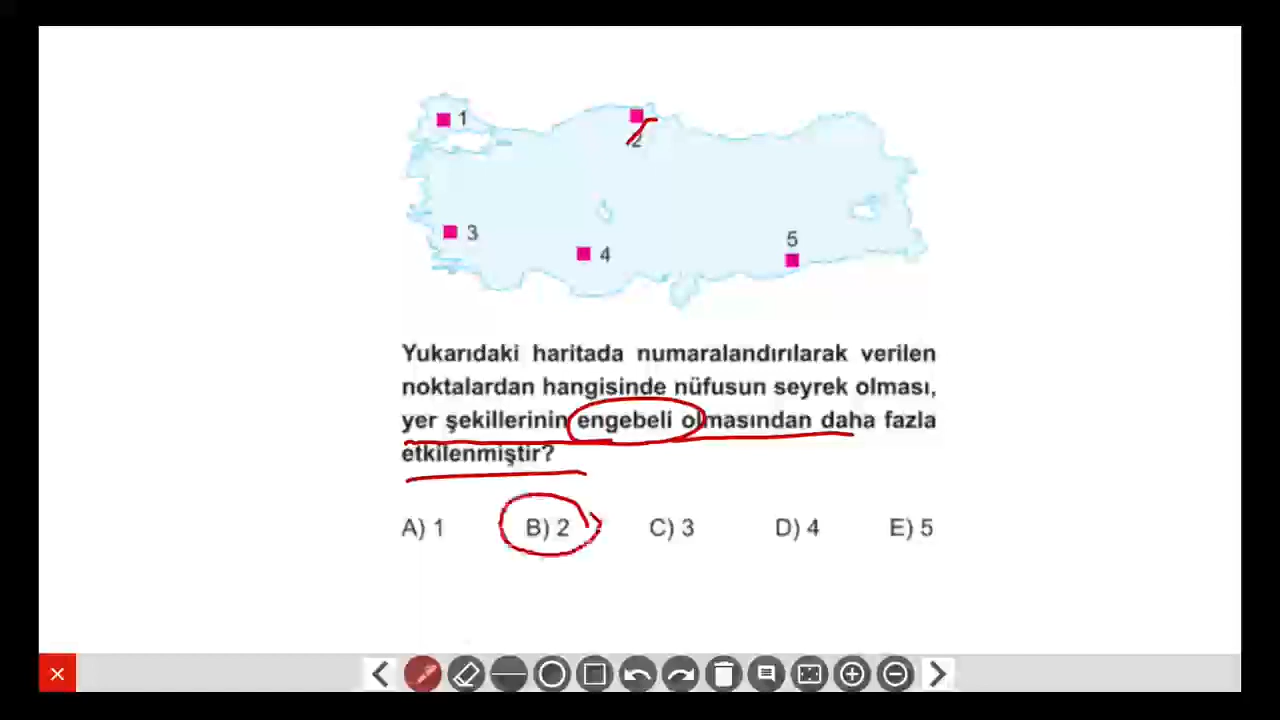 1
2
3
4
5
Yukarıdaki haritada numaralandırılarak verilen
noktalardan hangisinde nüfusun seyrek olması,
yer şekillerinin engebeli olmasından daha fazla
etkilenmiştir?
A) 1 B) 2 C) 3 D) 4 E) 5